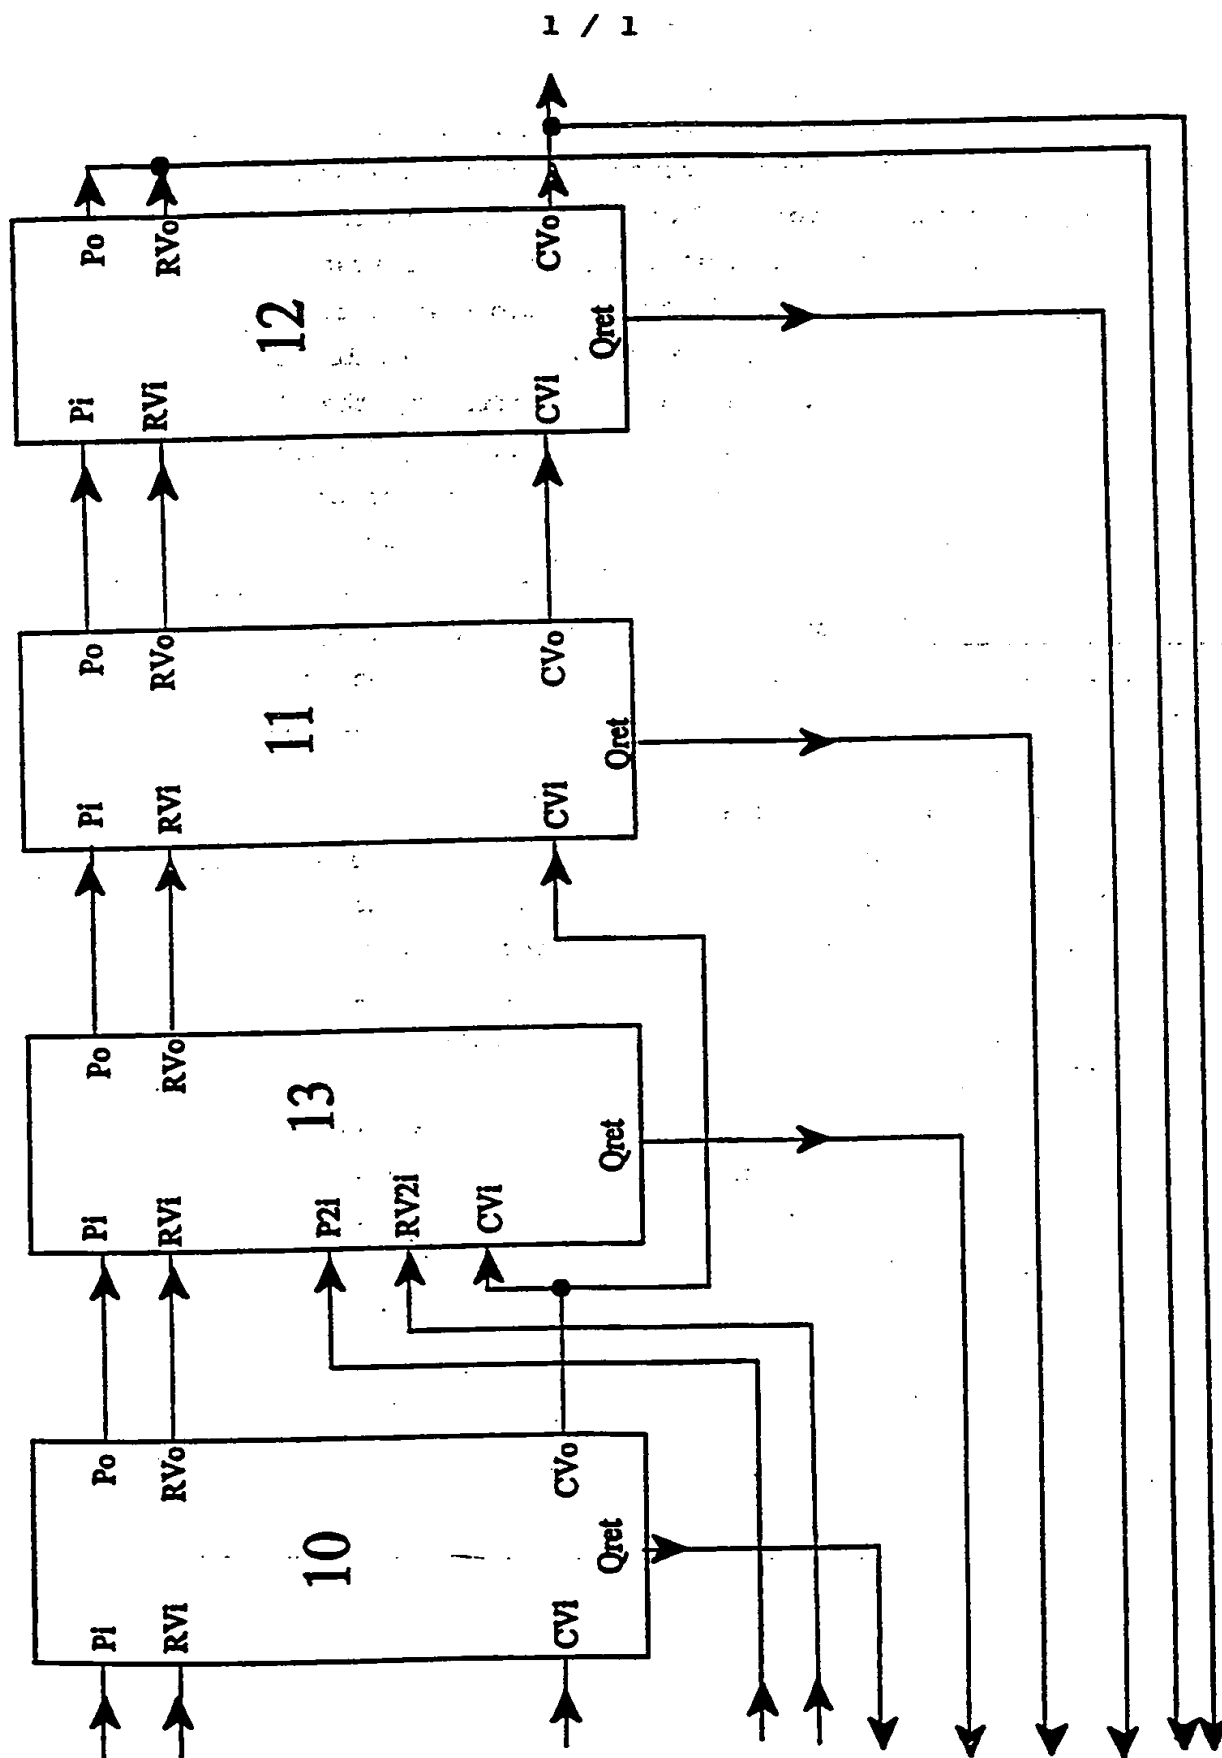 1 / 1
Po
RVo
CVo
12
Qret
Pi
RVi
CVi
Po
RVo
CVo
11
Qret
Pi
RVi
CVi
Po
RVo
13
Qret
Pi
RVi
P2i
RV2i
CVi
Po
RVo
CVo
10
Qret
Pi
RVi
CVi